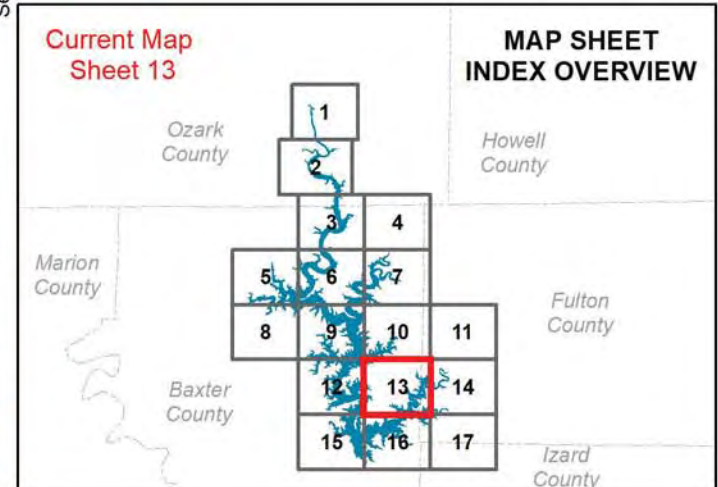 Current Map
Sheet 13
MAP SHEET
INDEX OVERVIEW
1
Ozark
County
Howell
County
2
3
4
Marion
County
5
6
7
Fulton
County
8
9
10
11
Baxter
County
12
13
14
15
16
17
Izard
County